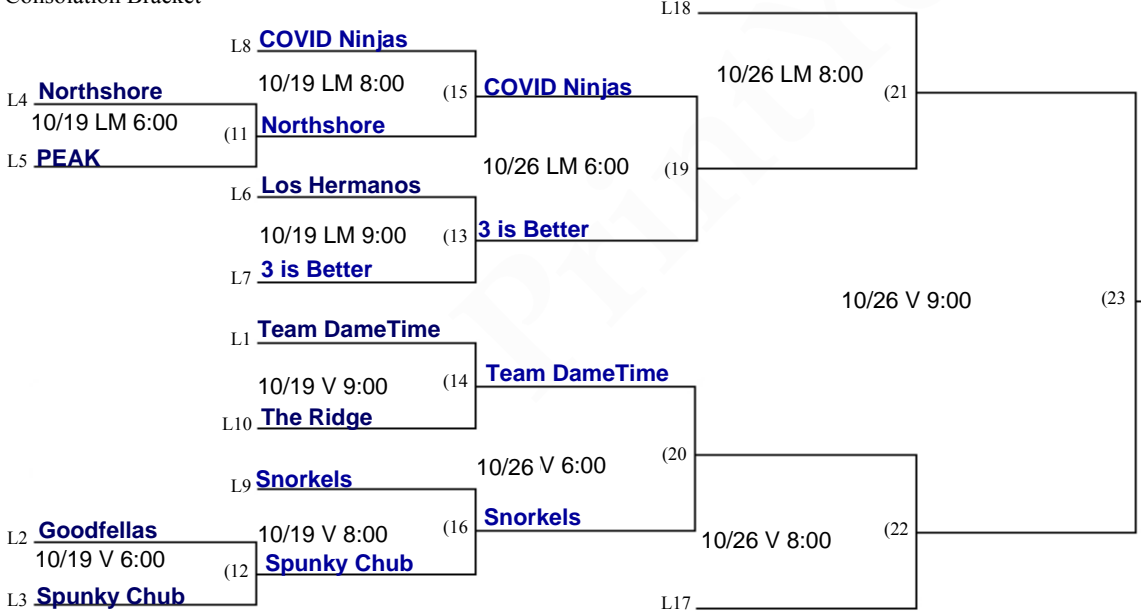 Consolation Bracket
L18
L8 COVID Ninjas
10/19 LM 8:00
(15
COVID Ninjas
10/26 LM 8:00
(21
L4 Northshore
10/19 LM 6:00
(11
Northshore
L5 PEAK
10/26 LM 6:00
(19
L6 Los Hermanos
10/19 LM 9:00
(13
3 is Better
L7 3 is Better
10/26 V 9:00
(23
L1 Team DameTime
10/19 V 9:00
(14
Team DameTime
L10 The Ridge
10/26 V 6:00
(20
L9 Snorkels
10/19 V 8:00
(16
Snorkels
L2 Goodfellas
10/19 V 6:00
(12
Spunky Chub
L3 Spunky Chub
10/26 V 8:00
(22
L17